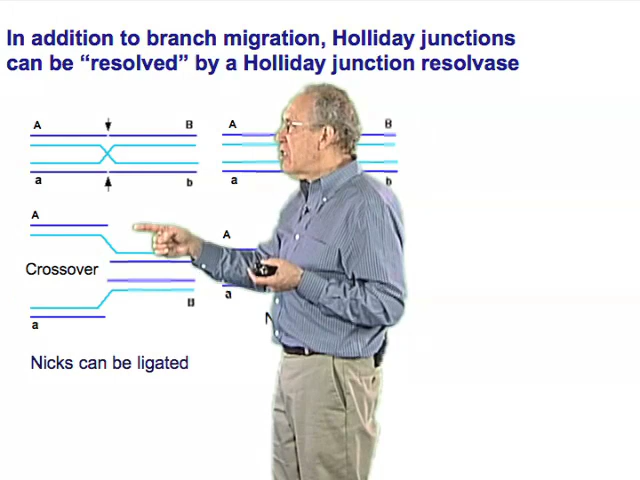 In addition to branch migration, Holliday junctions
can be “resolved” by a Holliday junction resolvase
A B A B
a b a b
A A
Crossover
B
a a
N
Nicks can be ligated